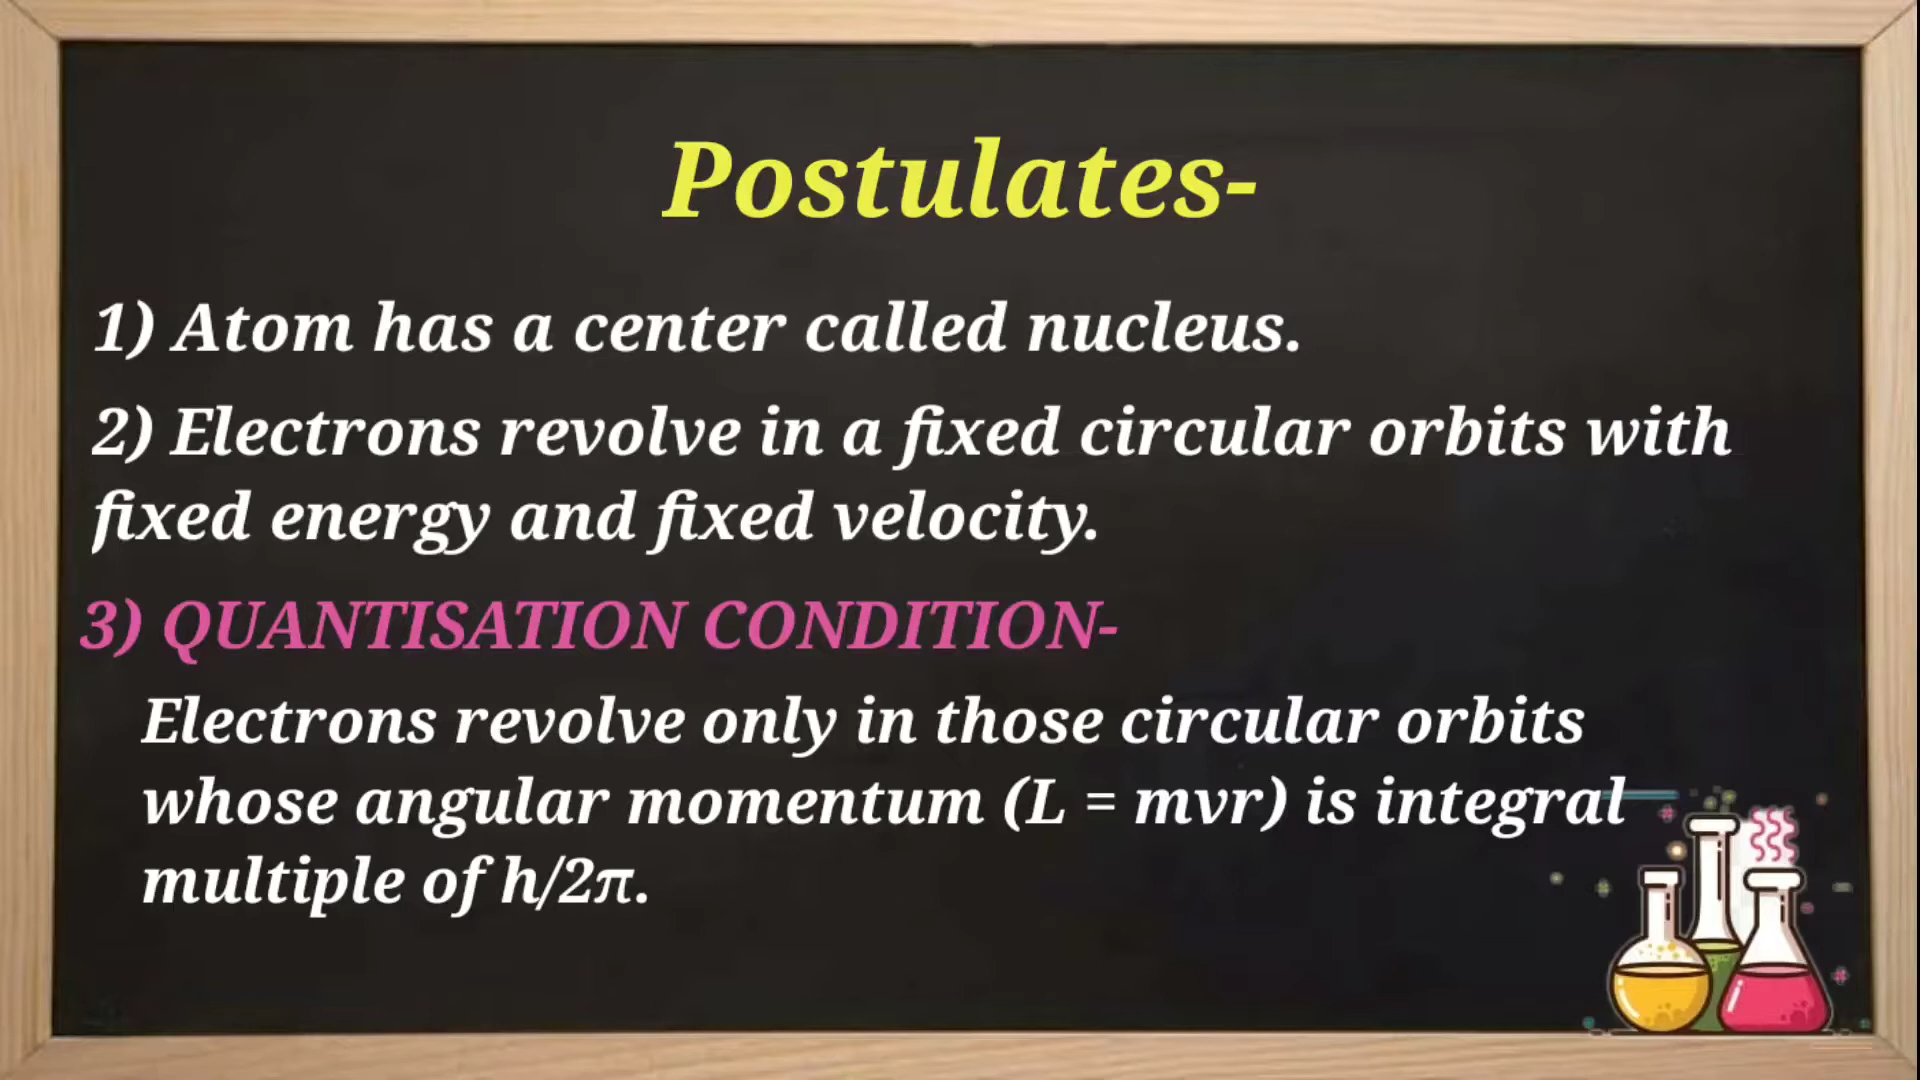 Postulates-
1) Atom has a center called nucleus.
2) Electrons revolve in a fixed circular orbits with
fixed energy and fixed velocity.
3) QUANTISATION CONDITION-
Electrons revolve only in those circular orbits
whose angular momentum (L = mvr) is integral
multiple of h/2π.